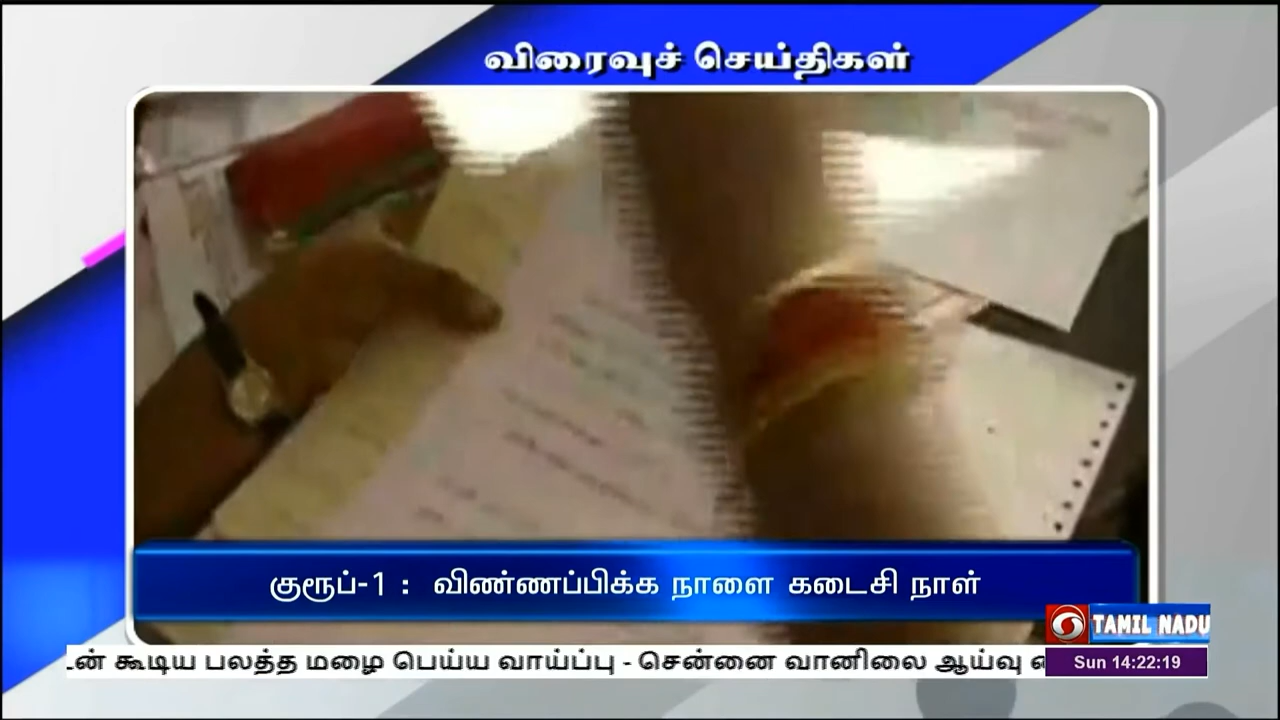 விரைவுச் செய்திகள்
குரூப்-1 : விண்ணப்பிக்க நாளை கடைசி நாள்
TAMIL NADU
கூடிய பலத்த மழை பெய்ய வாய்ப்பு - சென்னை வானிலை ஆய்வு
Sun 14:22:19